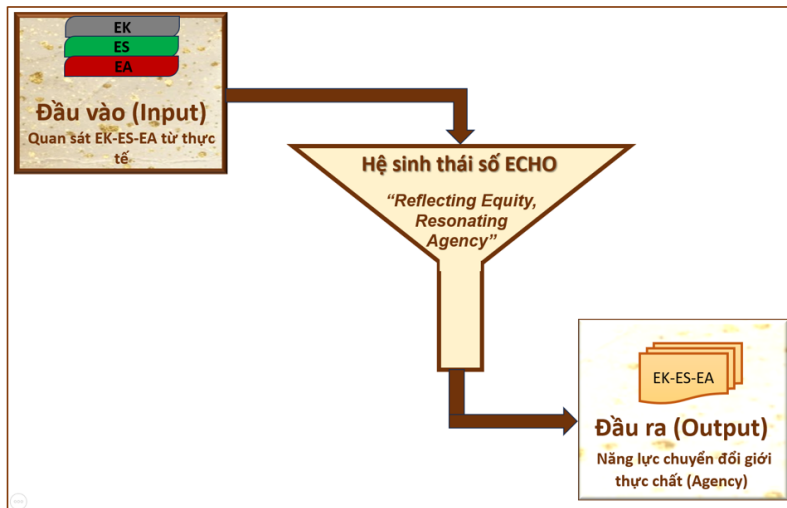 EK
ES
EA
Đầu vào (Input)
Quan sát EK-ES-EA từ thực
tế
Hệ sinh thái số ECHO
“Reflecting Equity,
Resonating
Agency”
EK-ES-EA
Đầu ra (Output)
Năng lực chuyển đổi giới
thực chất (Agency)